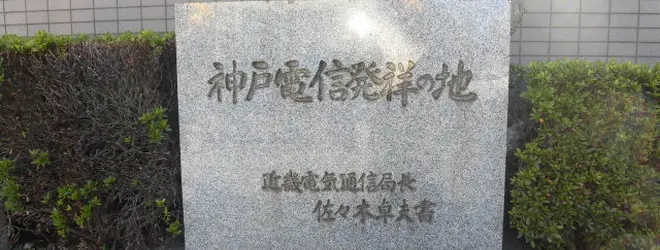 神戸電信発祥の地
近畿電気通信局長
佐々木卓夫書